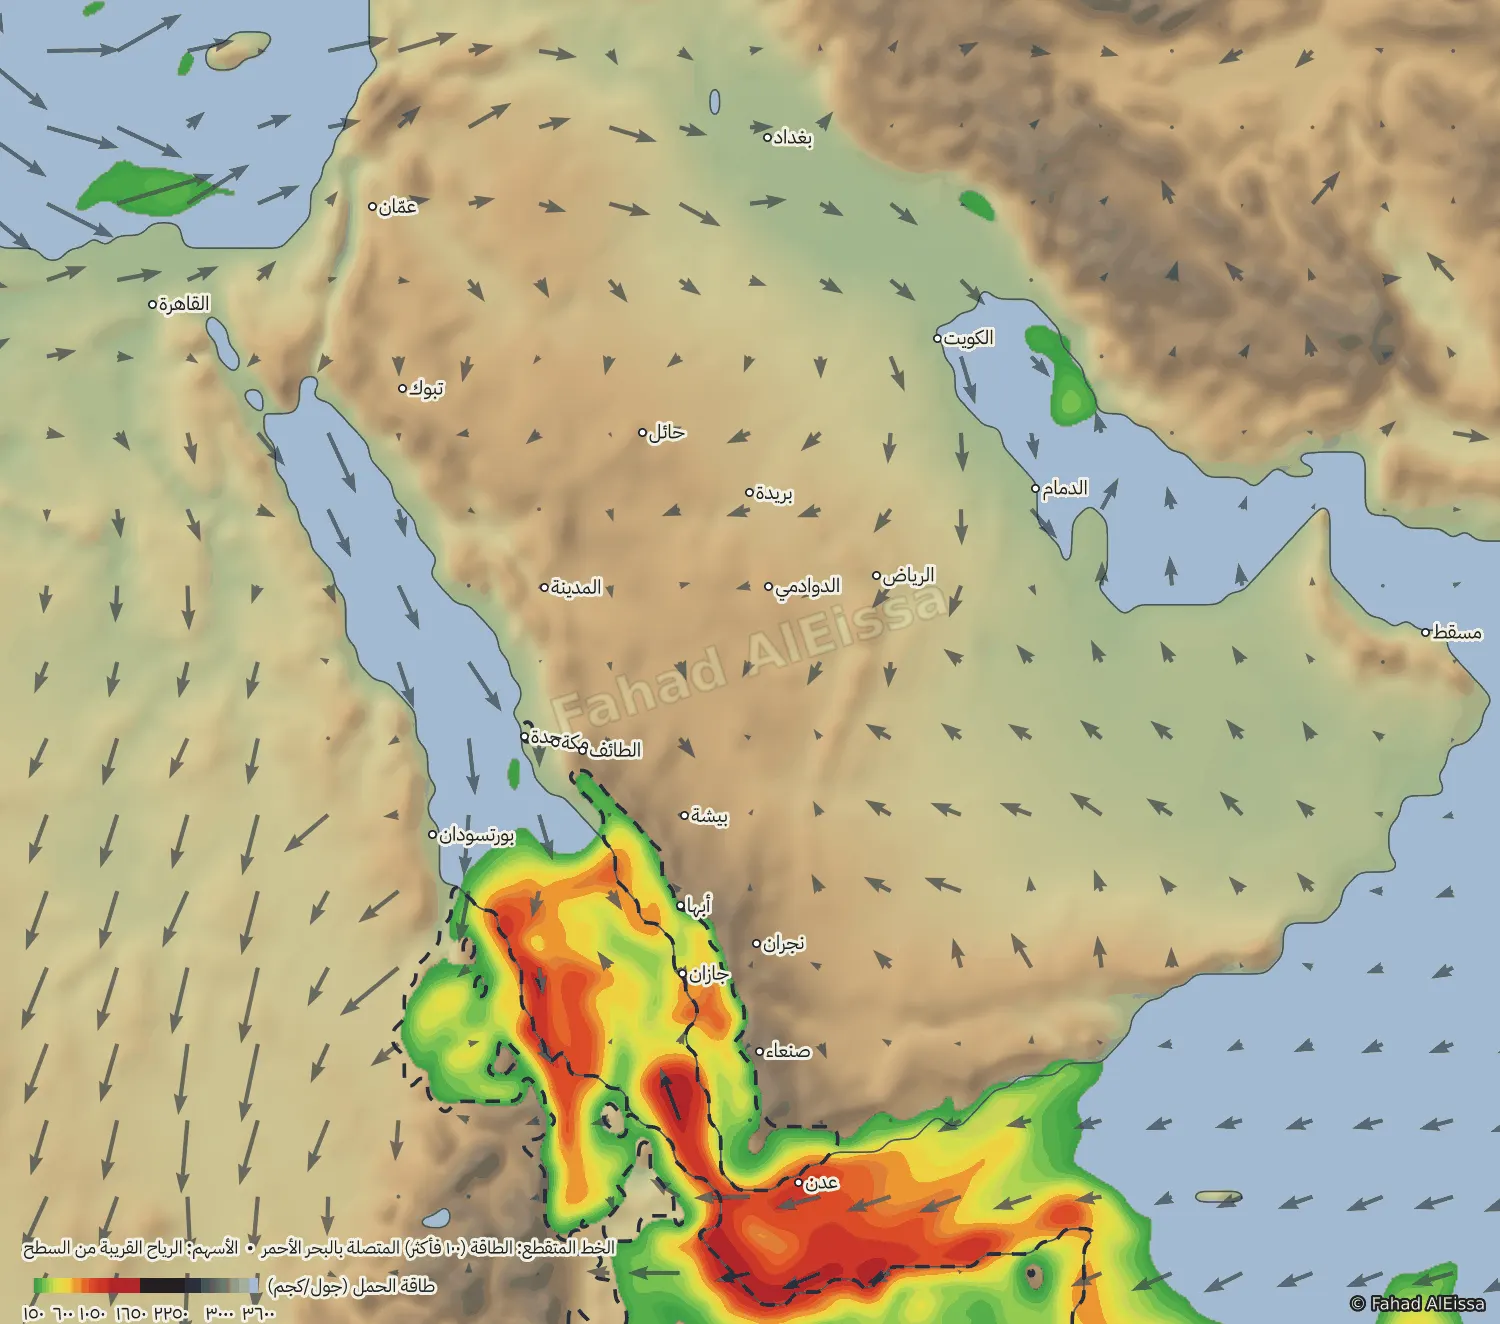 بغداد
عمّان
القاهرة
الكويت
تبوك
حائل
الدمام
بريدة
الرياض
الدوادمي
المدينة
مسقط
Fahad AlEissa
جدة
مكة
الطائف
بيشة
بورتسودان
أبها
نجران
جازان
صنعاء
عدن
الخط المتقطع: الطاقة (١٠٠ فأكثر) المتصلة بالبحر الأحمر • الأسهم: الرياح القريبة من السطح
طاقة الحمل (جول/كجم)
١٥٠ ٦٠٠ ١٠٥٠ ١٦٥٠ ٢٢٥٠ ٣٠٠٠ ٣٦٠٠
© Fahad AlEissa